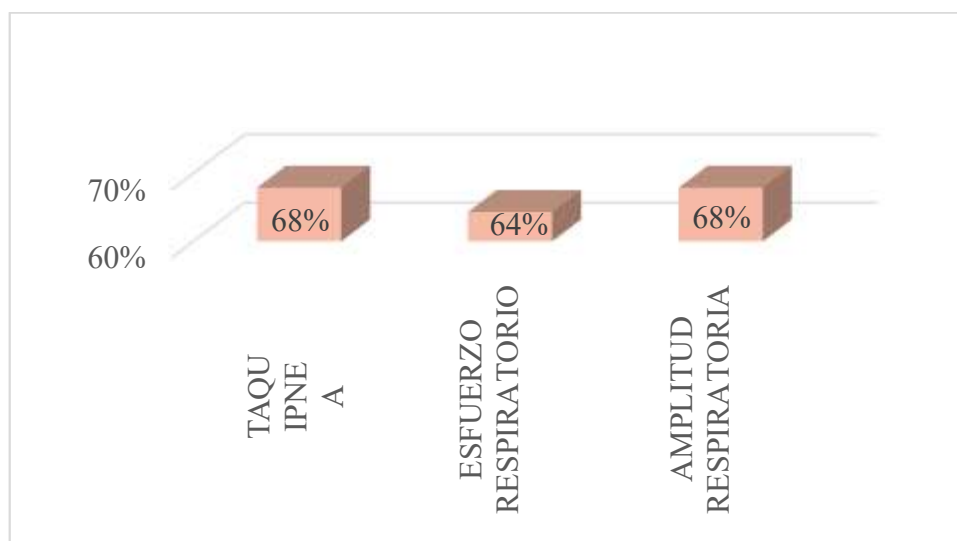 70%
60%
68%
64%
68%
TAQU
IPNE
A
ESFUERZO
RESPIRATORIO
AMPLITUD
RESPIRATORIA